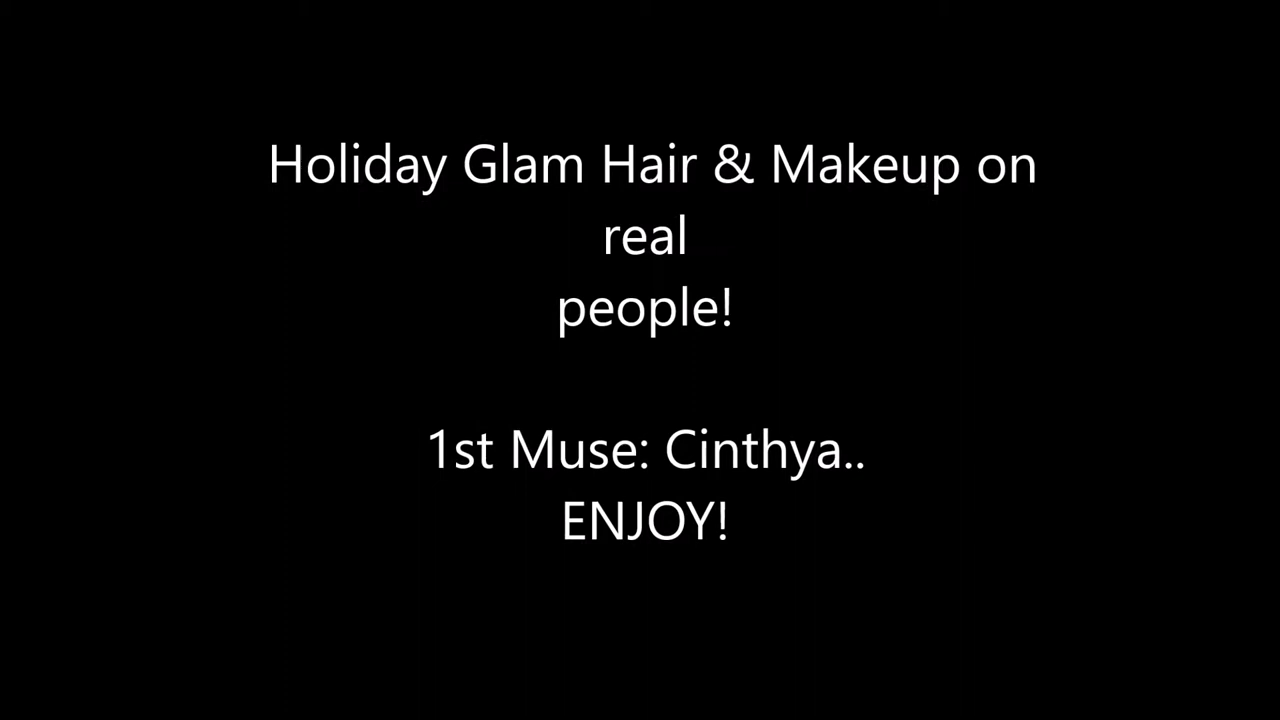 Holiday Glam Hair & Makeup on
real
people!
1st Muse: Cinthya..
ENJOY!